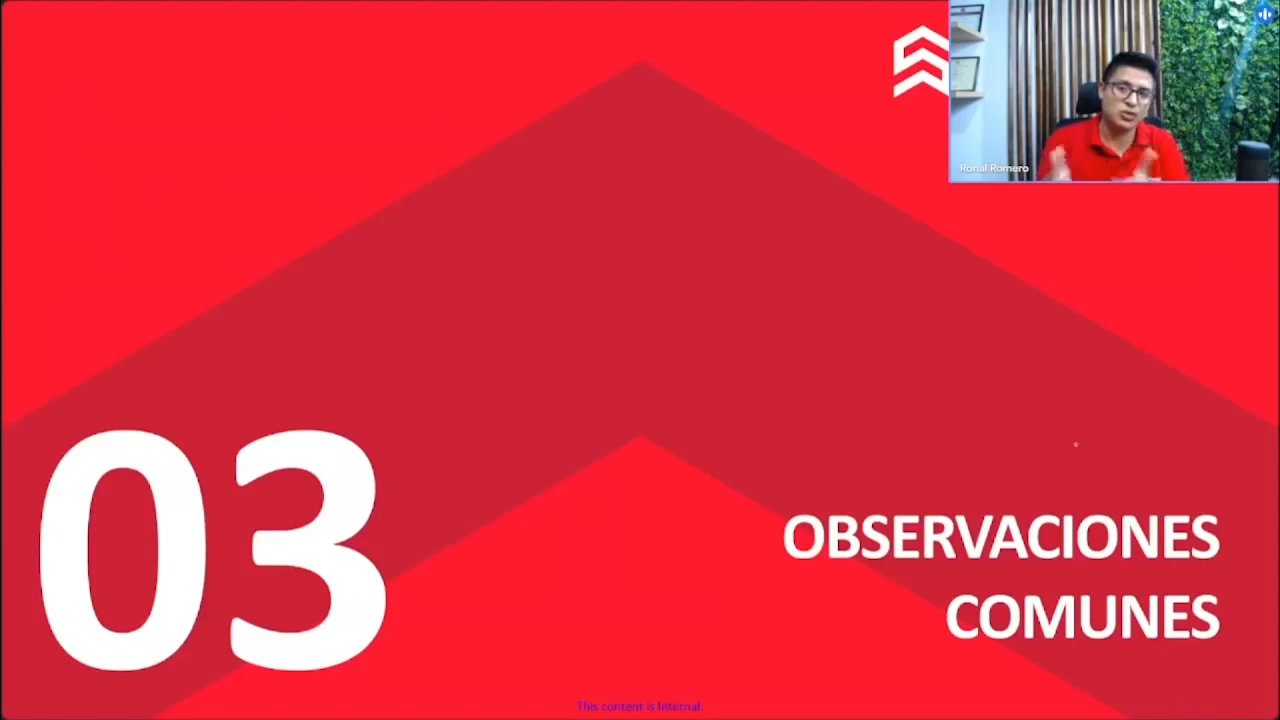 Ronal Romero
03
OBSERVACIONES
COMUNES
This content is Internal.